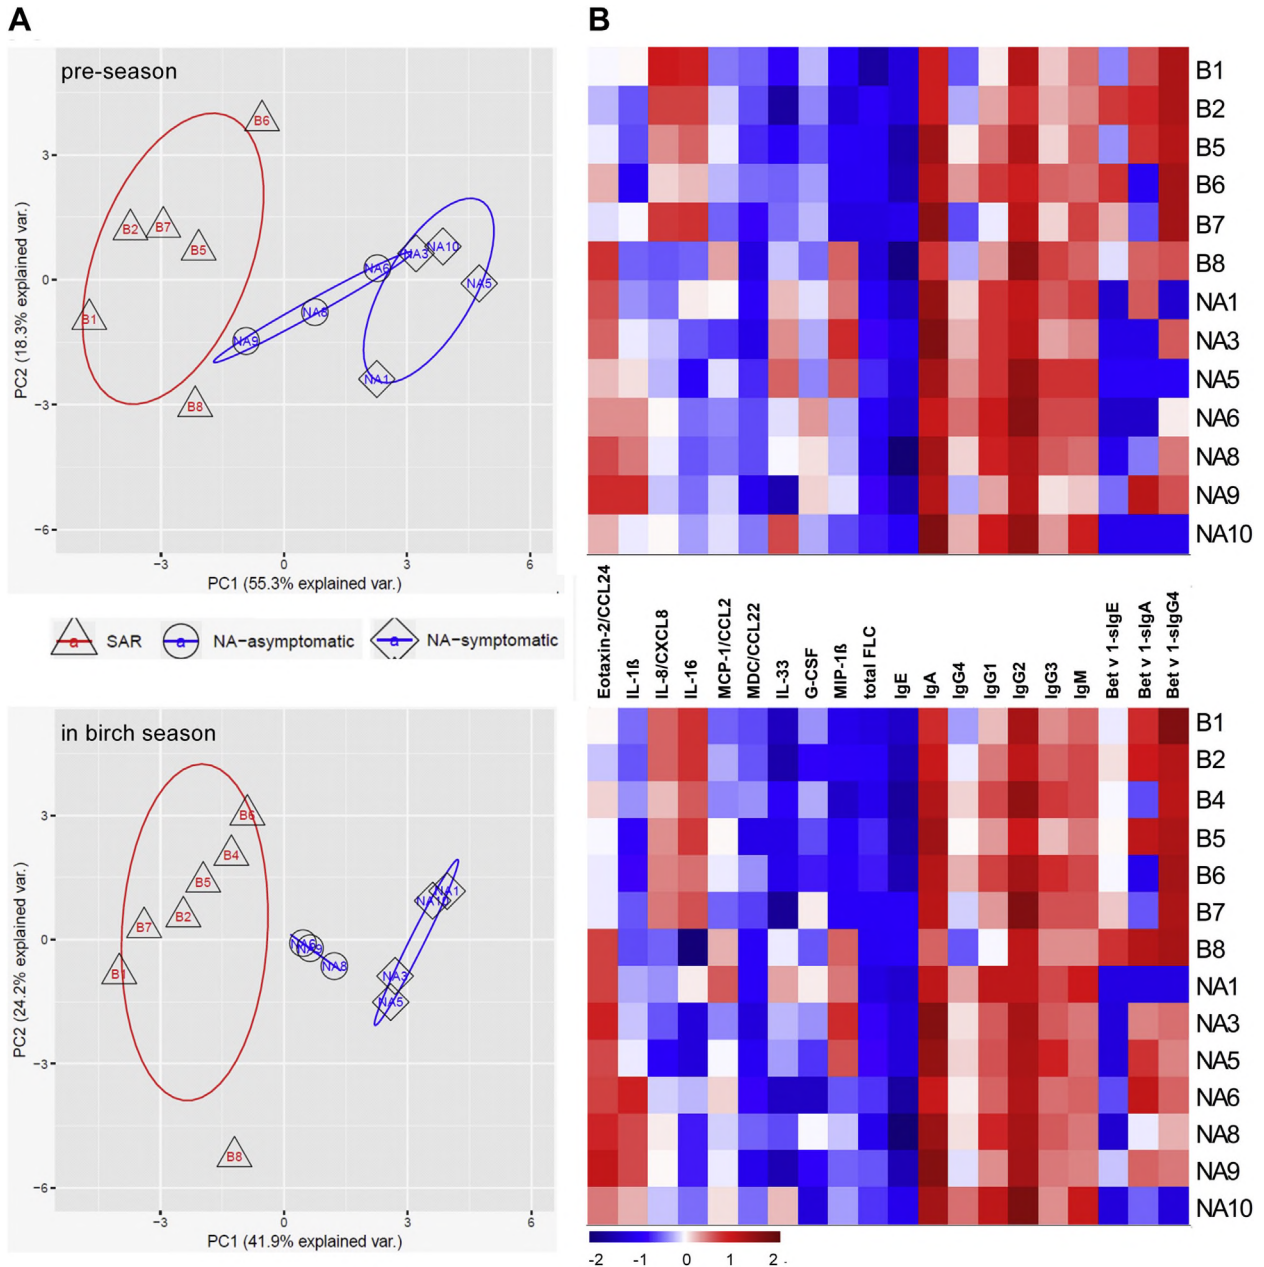 A
B
pre-season
B6
B2
B7
B5
B1
B8
NA6
NA3
NA10
NA5
NA8
NA9
NA1
3
0
−3
−6
PC2 (18.3% explained var.)
−3
0
3
6
PC1 (55.3% explained var.)
B1
B2
B5
B6
B7
B8
NA1
NA3
NA5
NA6
NA8
NA9
NA10
a SAR
a NA−asymptomatic
a NA−symptomatic
Eotaxin-2/CCL24
IL-1ß
IL-8/CXCL8
IL-16
MCP-1/CCL2
MDC/CCL22
IL-33
G-CSF
MIP-1ß
total FLC
IgE
IgA
IgG4
IgG1
IgG2
IgG3
IgM
Bet v 1-sIgE
Bet v 1-sIgA
Bet v 1-sIgG4
in birch season
B6
B4
B5
B2
B7
B1
B8
NA6
NA9
NA8
NA1
NA10
NA3
NA5
3
0
−3
−6
PC2 (24.2% explained var.)
−3
0
3
6
PC1 (41.9% explained var.)
B1
B2
B4
B5
B6
B7
B8
NA1
NA3
NA5
NA6
NA8
NA9
NA10
-2 -1 0 1 2